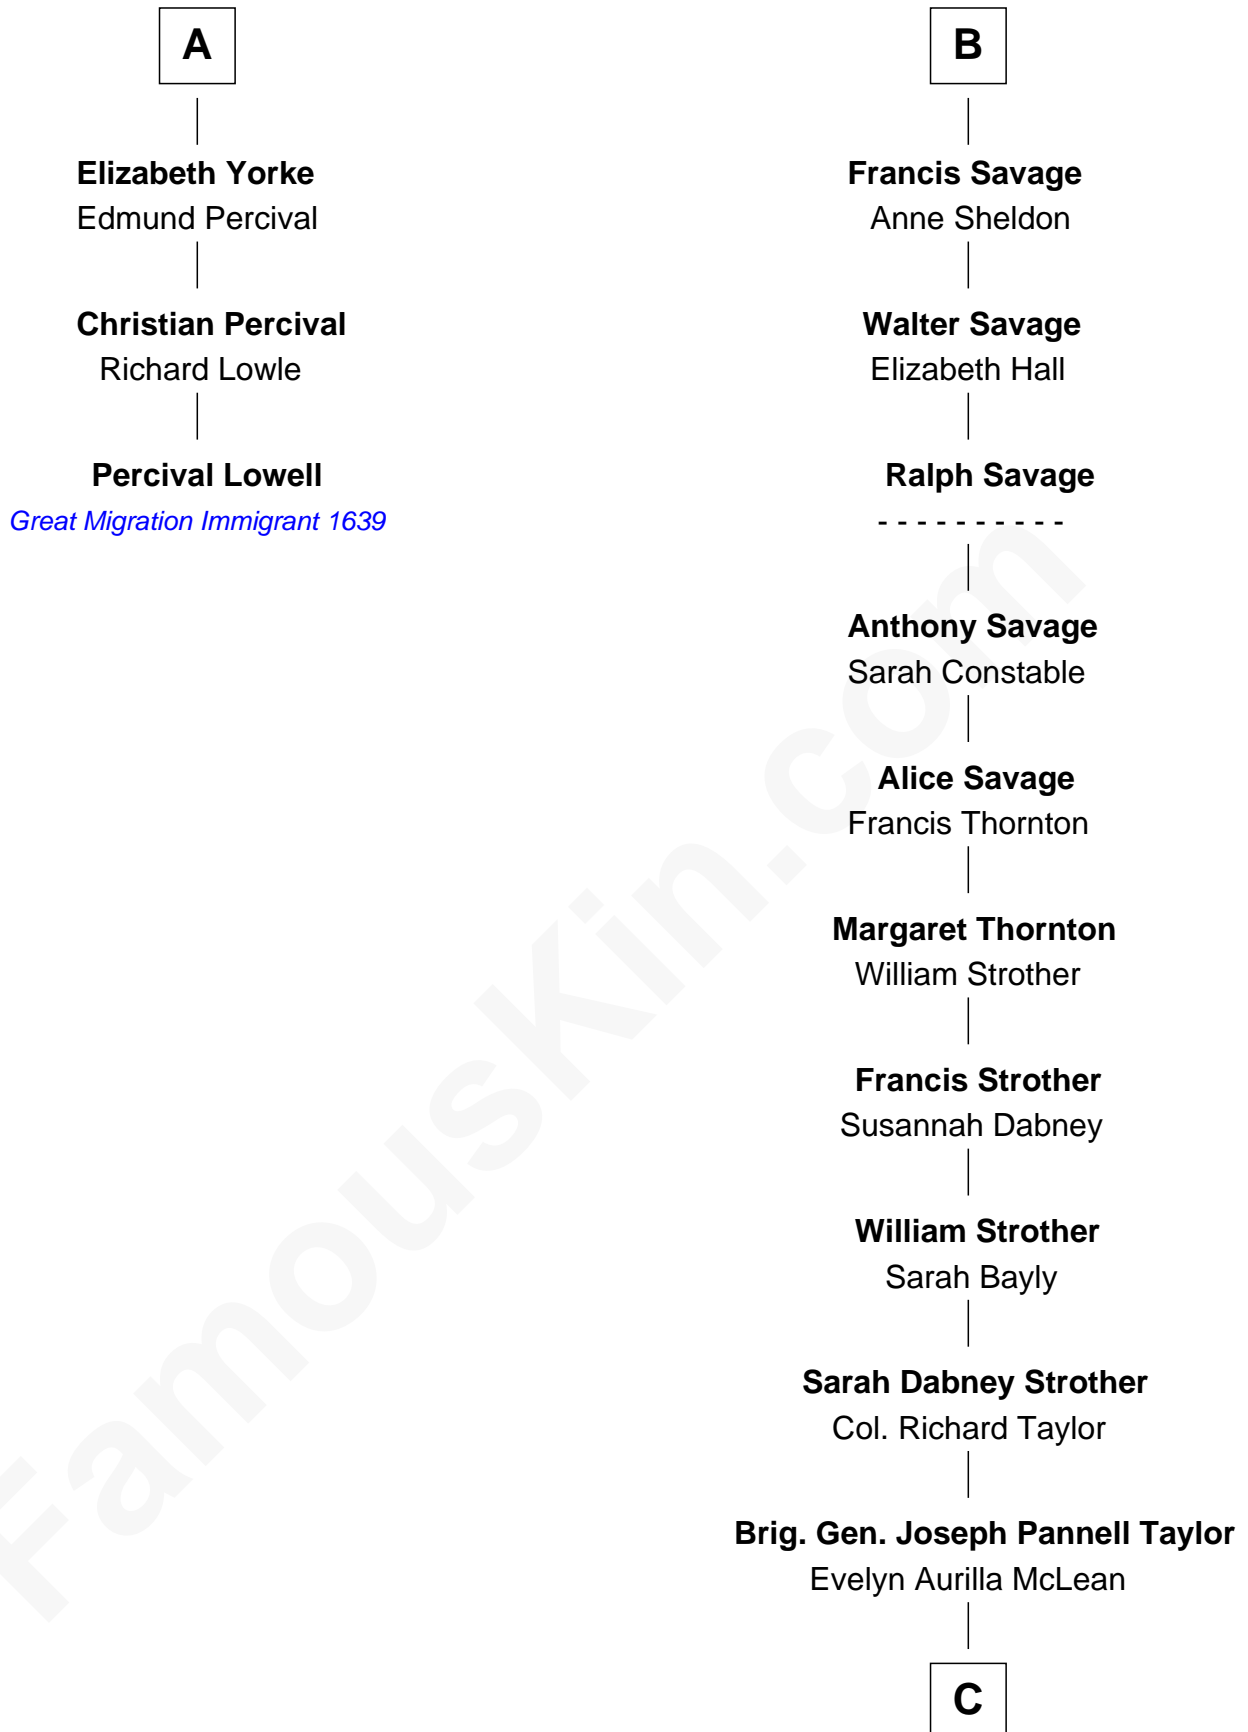 A
Elizabeth Yorke
Edmund Percival
Christian Percival
Richard Lowle
Percival Lowell
Great Migration Immigrant 1639
B
Francis Savage
Anne Sheldon
Walter Savage
Elizabeth Hall
Ralph Savage
- - - - - - - - - -
Anthony Savage
Sarah Constable
Alice Savage
Francis Thornton
Margaret Thornton
William Strother
Francis Strother
Susannah Dabney
William Strother
Sarah Bayly
Sarah Dabney Strother
Col. Richard Taylor
Brig. Gen. Joseph Pannell Taylor
Evelyn Aurilla McLean
C
FamousKin.com